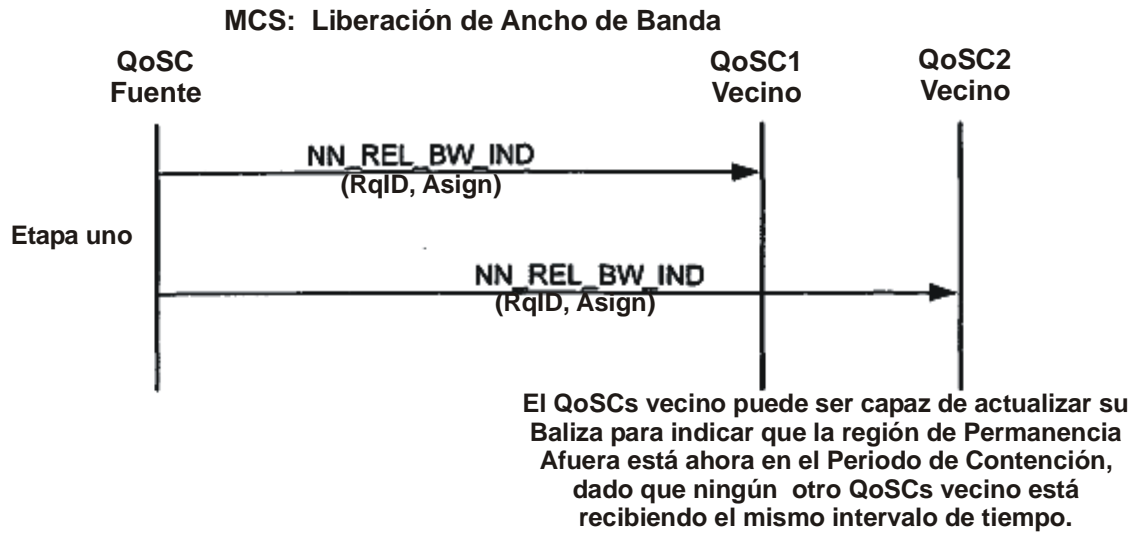 MCS: Liberación de Ancho de Banda
QoSC
Fuente
QoSC1
Vecino
QoSC2
Vecino
NN_REL_BW_IND
(RqID, Asign)
Etapa uno
NN_REL_BW_IND
(RqID, Asign)
El QoSCs vecino puede ser capaz de actualizar su
Baliza para indicar que la región de Permanencia
Afuera está ahora en el Periodo de Contención,
dado que ningún otro QoSCs vecino está
recibiendo el mismo intervalo de tiempo.